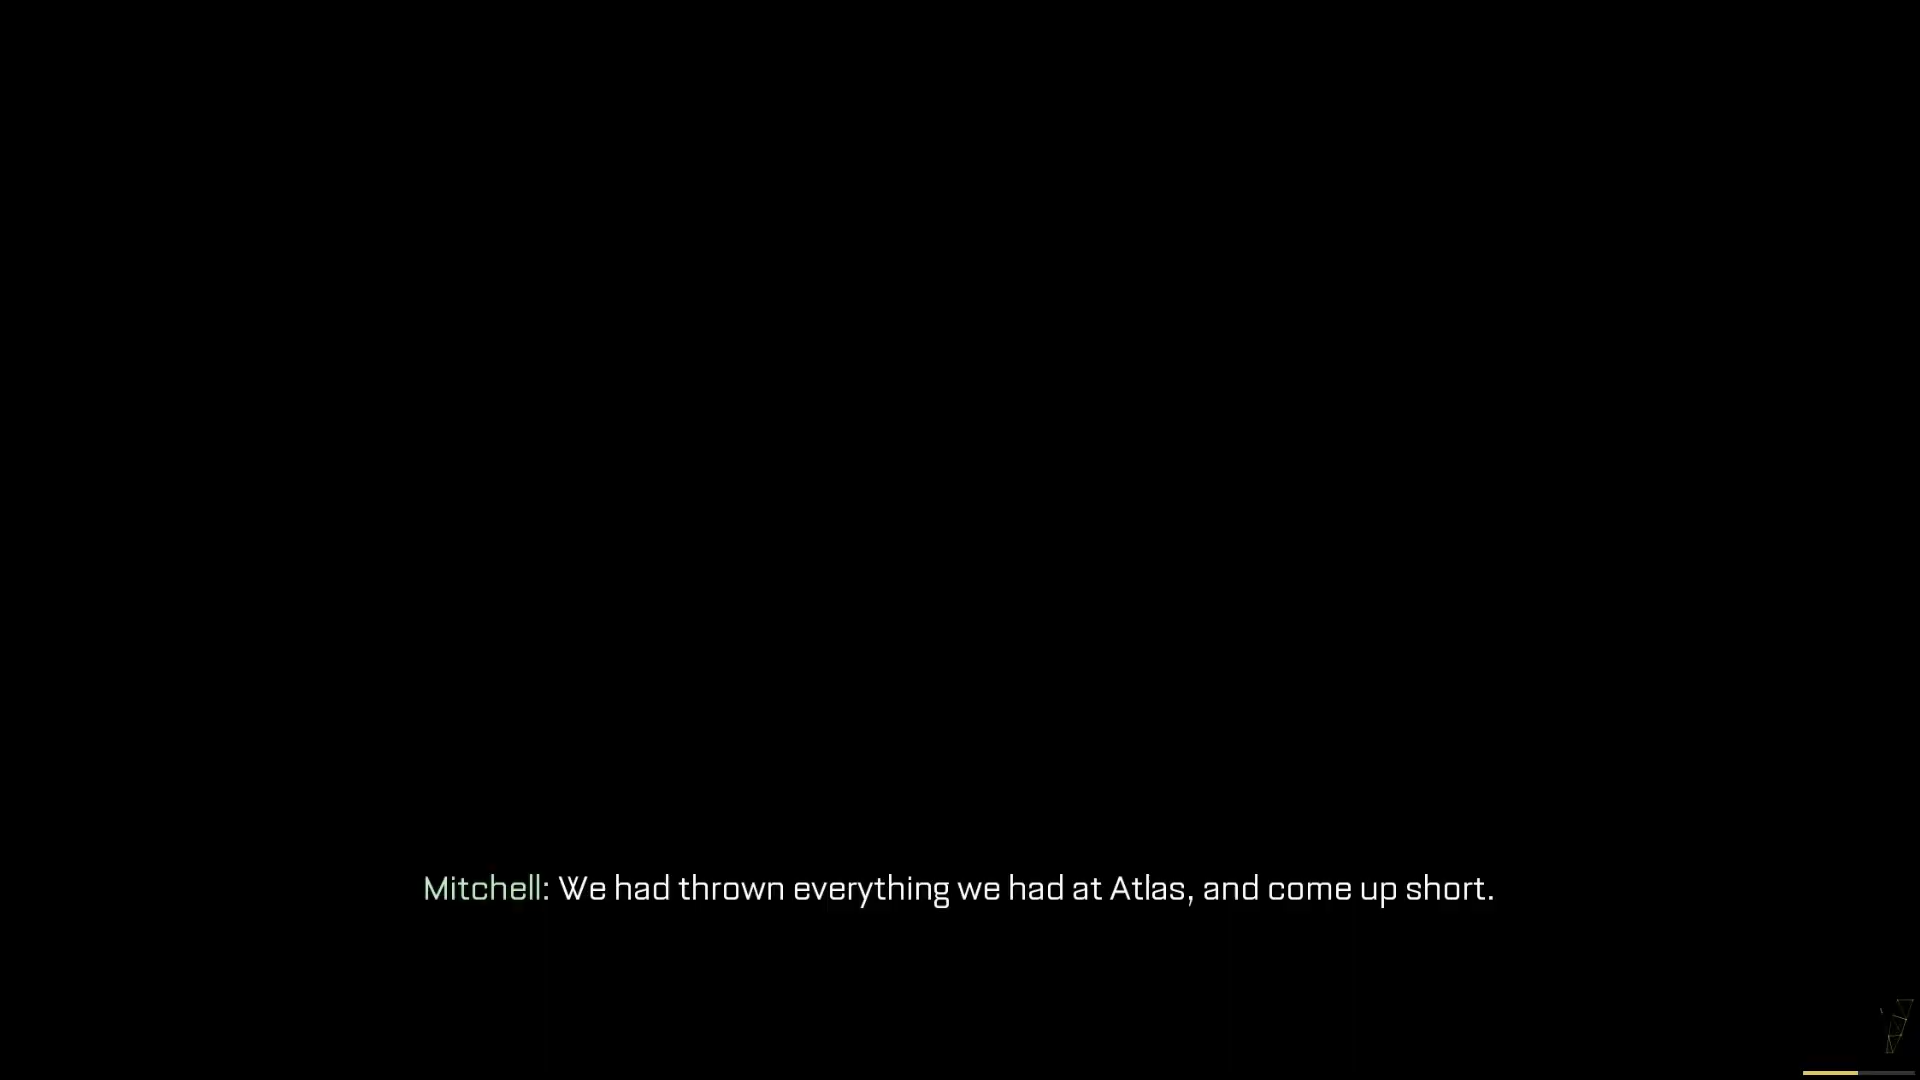 Mitchell: We had thrown everything we had at Atlas, and come up short.